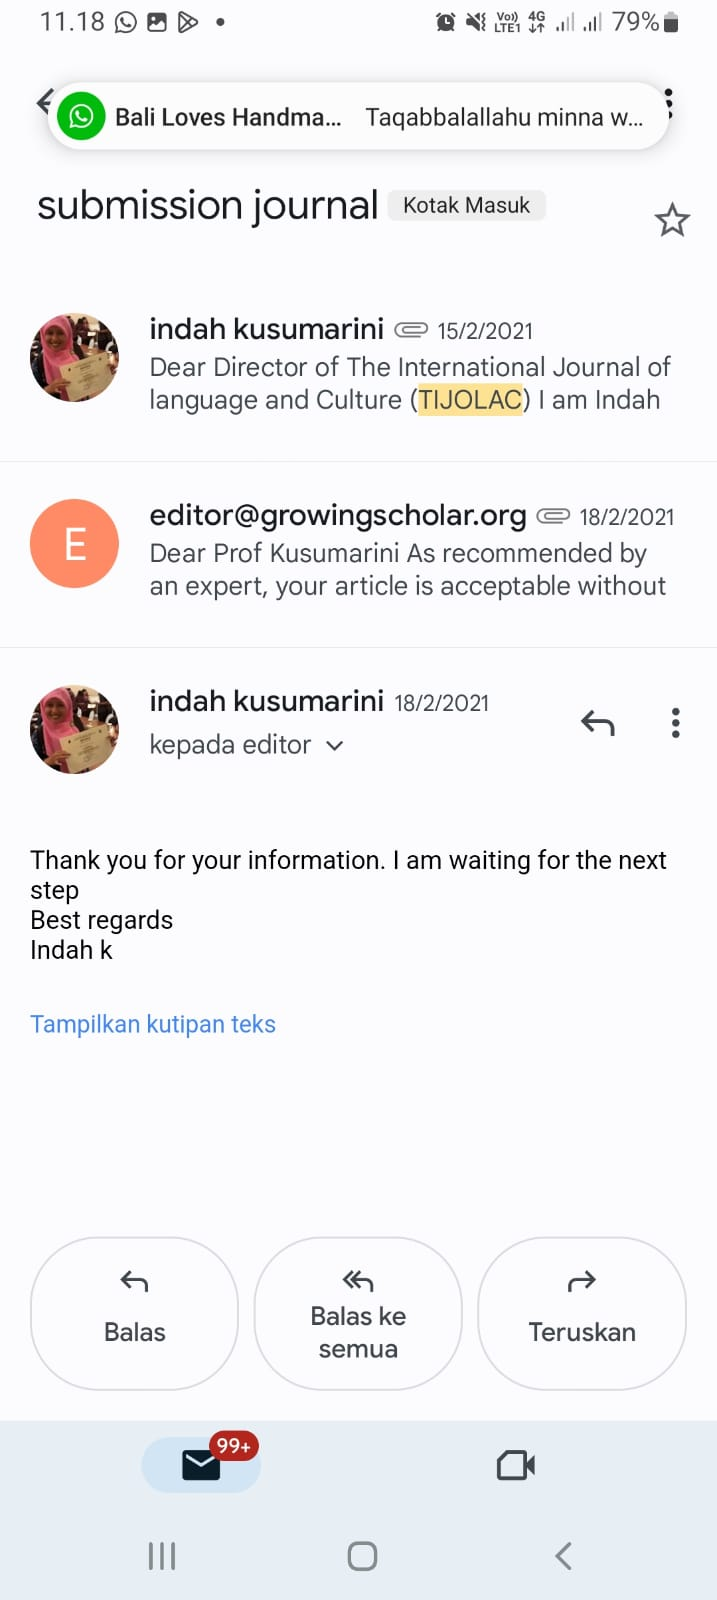 11.18 Vo)) LTE1 4G 79%
Bali Loves Handma... Taqabbalallahu minna w...
submission journal Kotak Masuk
indah kusumarini 15/2/2021
Dear Director of The International Journal of
language and Culture (TIJOLAC) I am Indah
E
editor@growingscholar.org 18/2/2021
Dear Prof Kusumarini As recommended by
an expert, your article is acceptable without
indah kusumarini 18/2/2021
kepada editor
Thank you for your information. I am waiting for the next
step
Best regards
Indah k
Tampilkan kutipan teks
Balas
Balas ke
semua
Teruskan
99+